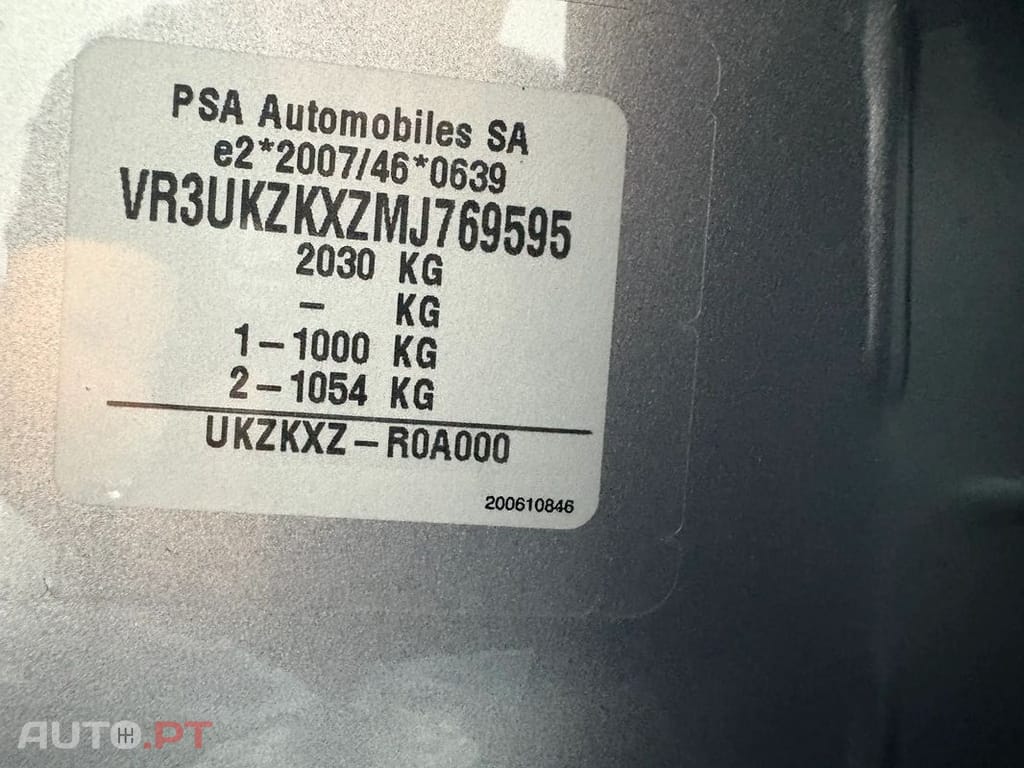 PSA Automobiles SA
e2*2007/46*0639
VR3UKZKXZMJ769595
2030 KG
- KG
1-1000 KG
2-1054 KG
UKZKXZ-R0A000
200610846
AUTO.PT